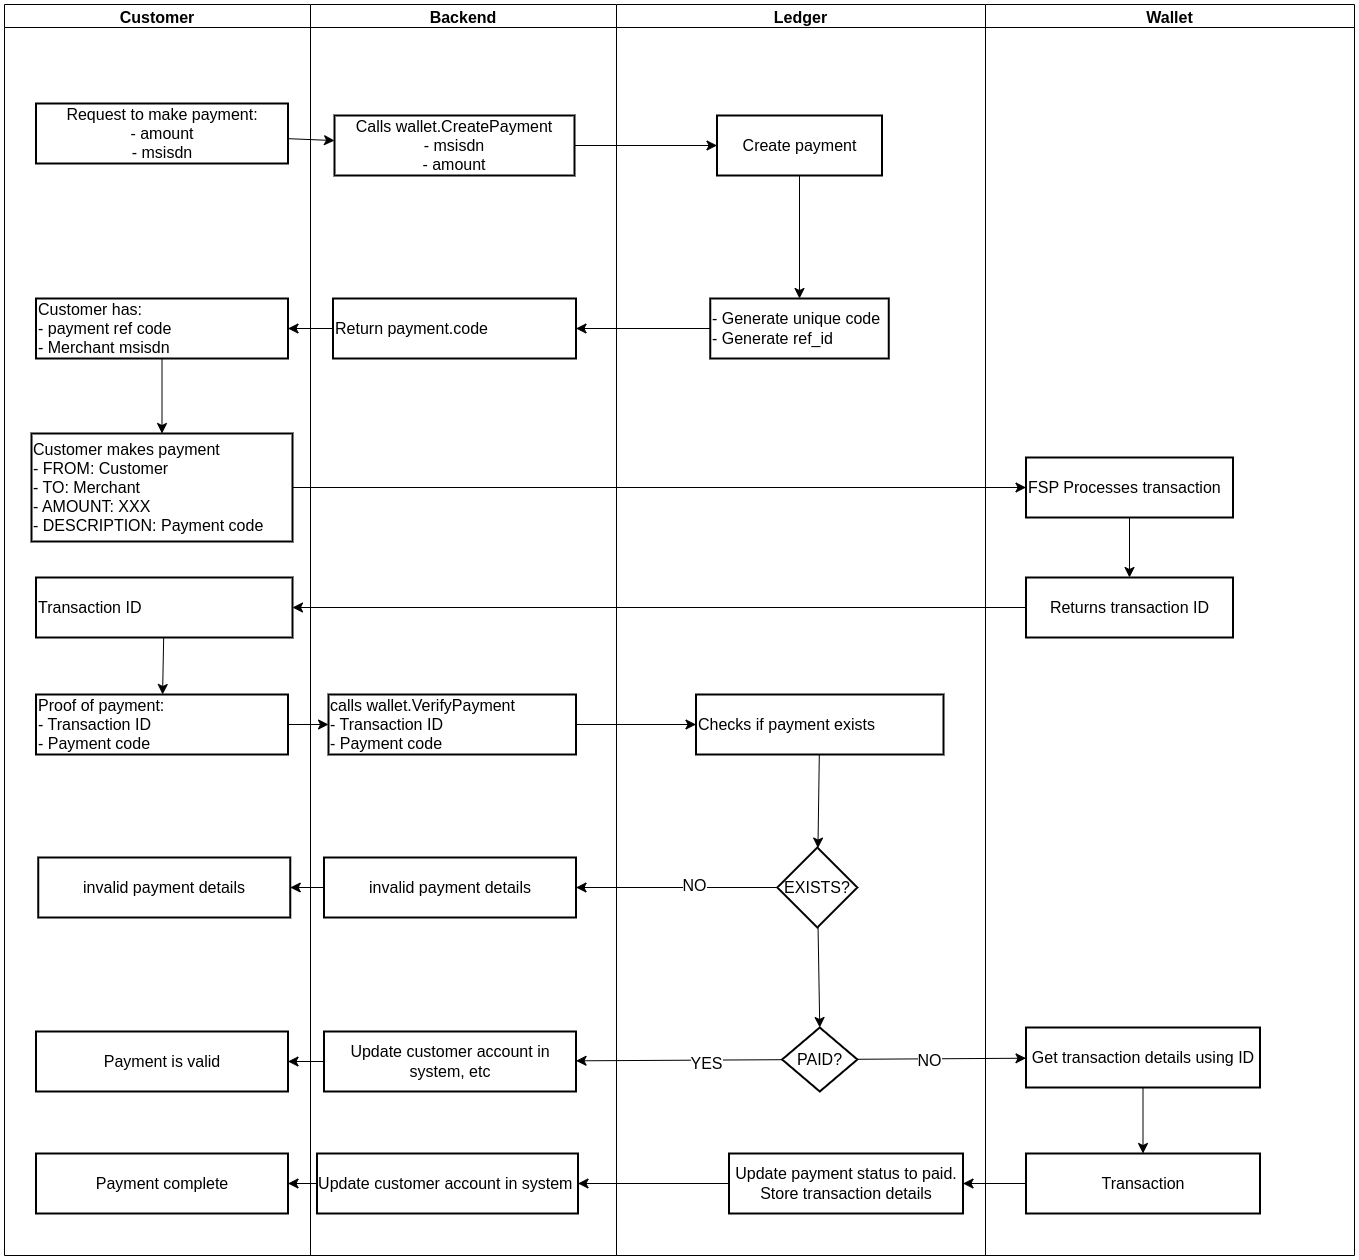 Customer
Backend
Ledger
Wallet
Request to make payment:
- amount
- msisdn
Calls wallet.CreatePayment
- msisdn
- amount
Create payment
Customer has:
- payment ref code
- Merchant msisdn
Return payment.code
- Generate unique code
- Generate ref_id
Customer makes payment
- FROM: Customer
- TO: Merchant
- AMOUNT: XXX
- DESCRIPTION: Payment code
FSP Processes transaction
Transaction ID
Returns transaction ID
Proof of payment:
- Transaction ID
- Payment code
calls wallet.VerifyPayment
- Transaction ID
- Payment code
Checks if payment exists
invalid payment details
invalid payment details
NO
EXISTS?
Payment is valid
Update customer account in
system, etc
YES
PAID?
NO
Get transaction details using ID
Payment complete
Update customer account in system
Update payment status to paid.
Store transaction details
Transaction